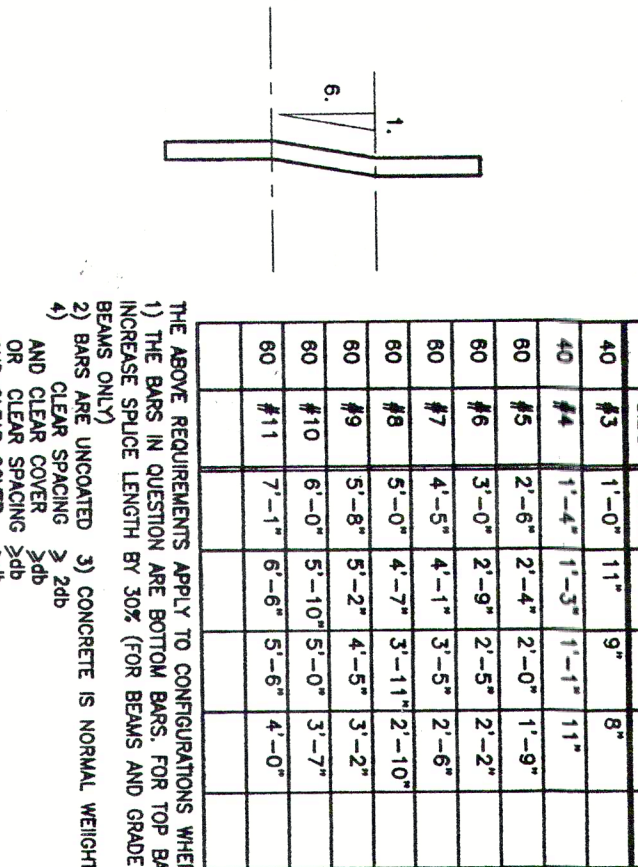 6.
1.
40 #3 1'-0" 11" 9" 8"
40 #4 1'-4" 1'-3" 1'-1" 11"
60 #5 2'-6" 2'-4" 2'-0" 1'-9"
60 #6 3'-0" 2'-9" 2'-5" 2'-2"
60 #7 4'-5" 4'-1" 3'-5" 2'-6"
60 #8 5'-0" 4'-7" 3'-11" 2'-10"
60 #9 5'-8" 5'-2" 4'-5" 3'-2"
60 #10 6'-0" 5'-10" 5'-0" 3'-7"
60 #11 7'-1" 6'-6" 5'-6" 4'-0"
THE ABOVE REQUIREMENTS APPLY TO CONFIGURATIONS
1) THE BARS IN QUESTION ARE BOTTOM BARS. FOR TOP
INCREASE SPLICE LENGTH BY 30% (FOR BEAMS AND GRADE
BEAMS ONLY)
2) BARS ARE UNCOATED 3) CONCRETE IS NORMAL WEIIGHT
4) CLEAR SPACING ≥ 2db
AND CLEAR COVER ≥db
OR CLEAR SPACING ≥db